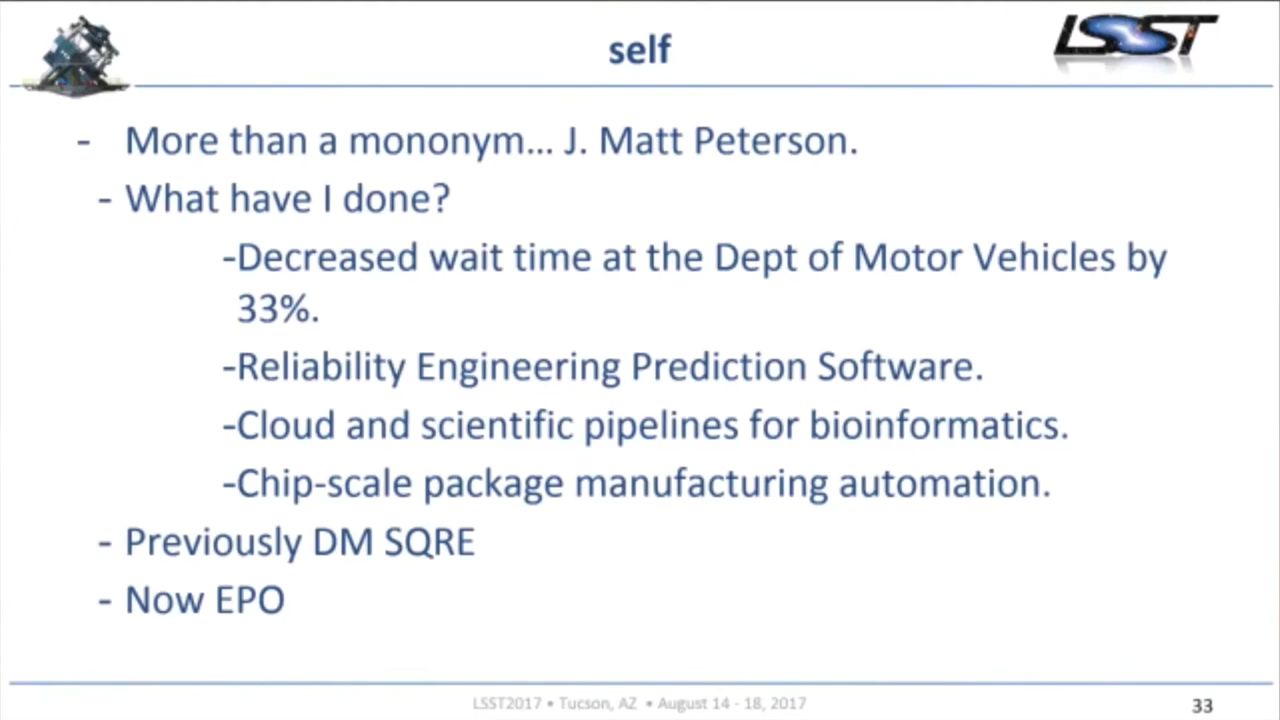 self
LSST
- More than a mononym... J. Matt Peterson.
- What have I done?
-Decreased wait time at the Dept of Motor Vehicles by
33%.
-Reliability Engineering Prediction Software.
-Cloud and scientific pipelines for bioinformatics.
-Chip-scale package manufacturing automation.
- Previously DM SQRE
- Now EPO
LSST2017 • Tucson, AZ • August 14 - 18, 2017
33